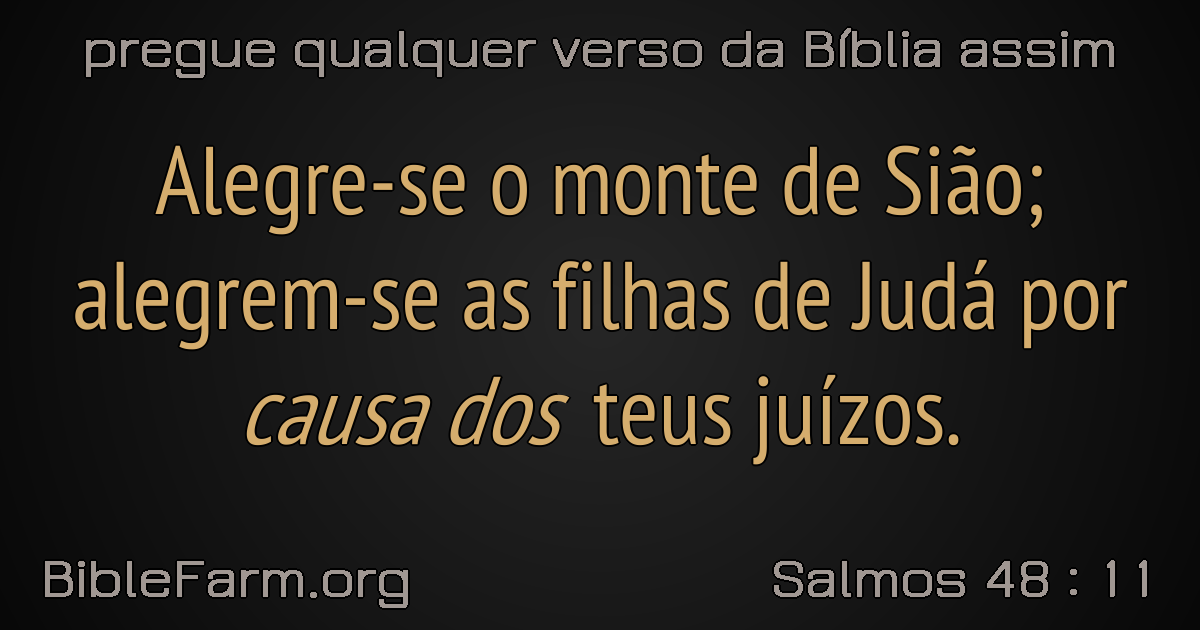 pregue qualquer verso da Bíblia assim
Alegre-se o monte de Sião;
alegrem-se as filhas de Judá por
causa dos teus juízos.
BibleFarm.org
Salmos 48 : 11